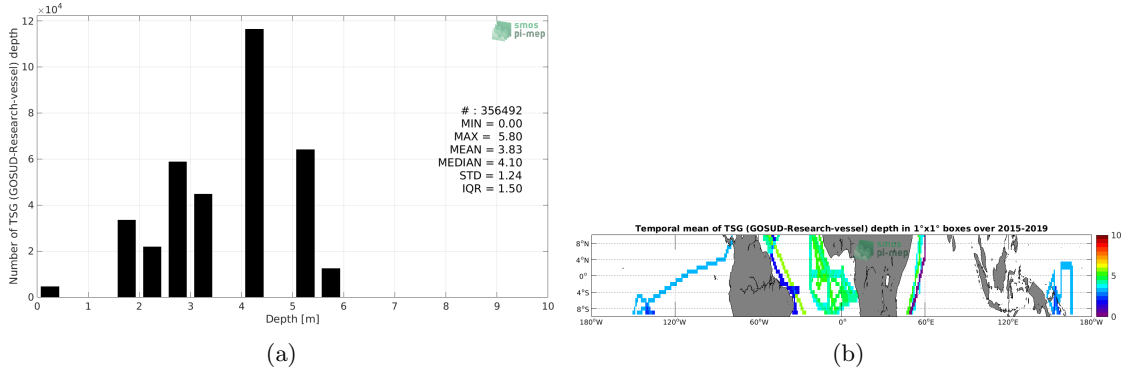 ×10⁴
12
10
8
6
4
2
0
Number of TSG (GOSUD-Research-vessel) depth
smos
pi-mep
# : 356492
MIN = 0.00
MAX = 5.80
MEAN = 3.83
MEDIAN = 4.10
STD = 1.24
IQR = 1.50
0 1 2 3 4 5 6 7 8 9 10
Depth [m]
(a)
Temporal mean of TSG (GOSUD-Research-vessel) depth in 1°x1° boxes over 2015-2019
smos
pi-mep
8°N
4°N
0°
4°S
8°S
180°W 120°W 60°W 0° 60°E 120°E 180°W
10
5
0
(b)